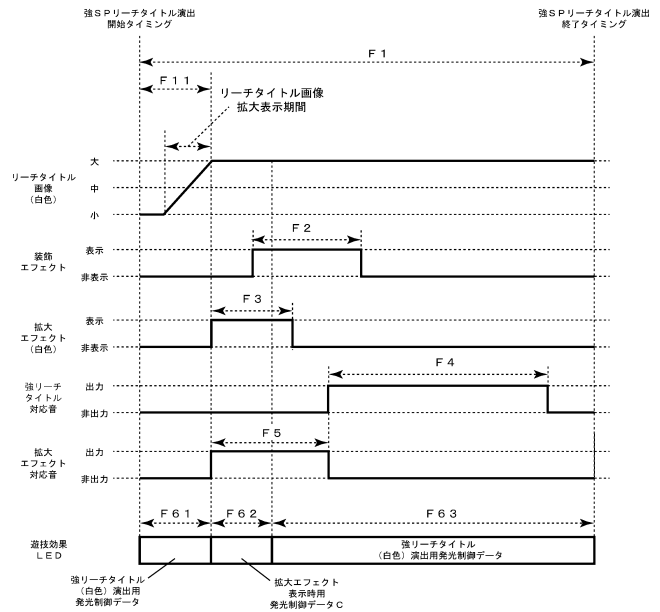 強SPリーチタイトル演出
開始タイミング
強SPリーチタイトル演出
終了タイミング
F1
F11
リーチタイトル画像
拡大表示期間
リーチタイトル
画像
（白色）
大
中
小
F2
装飾
エフェクト
表示
非表示
F3
拡大
エフェクト
（白色）
表示
非表示
F4
強リーチ
タイトル
対応音
出力
非出力
F5
拡大
エフェクト
対応音
出力
非出力
F61
F62
F63
遊技効果
LED
強リーチタイトル
（白色）演出用発光制御データ
強リーチタイトル
（白色）演出用
発光制御データ
拡大エフェクト
表示時用
発光制御データC